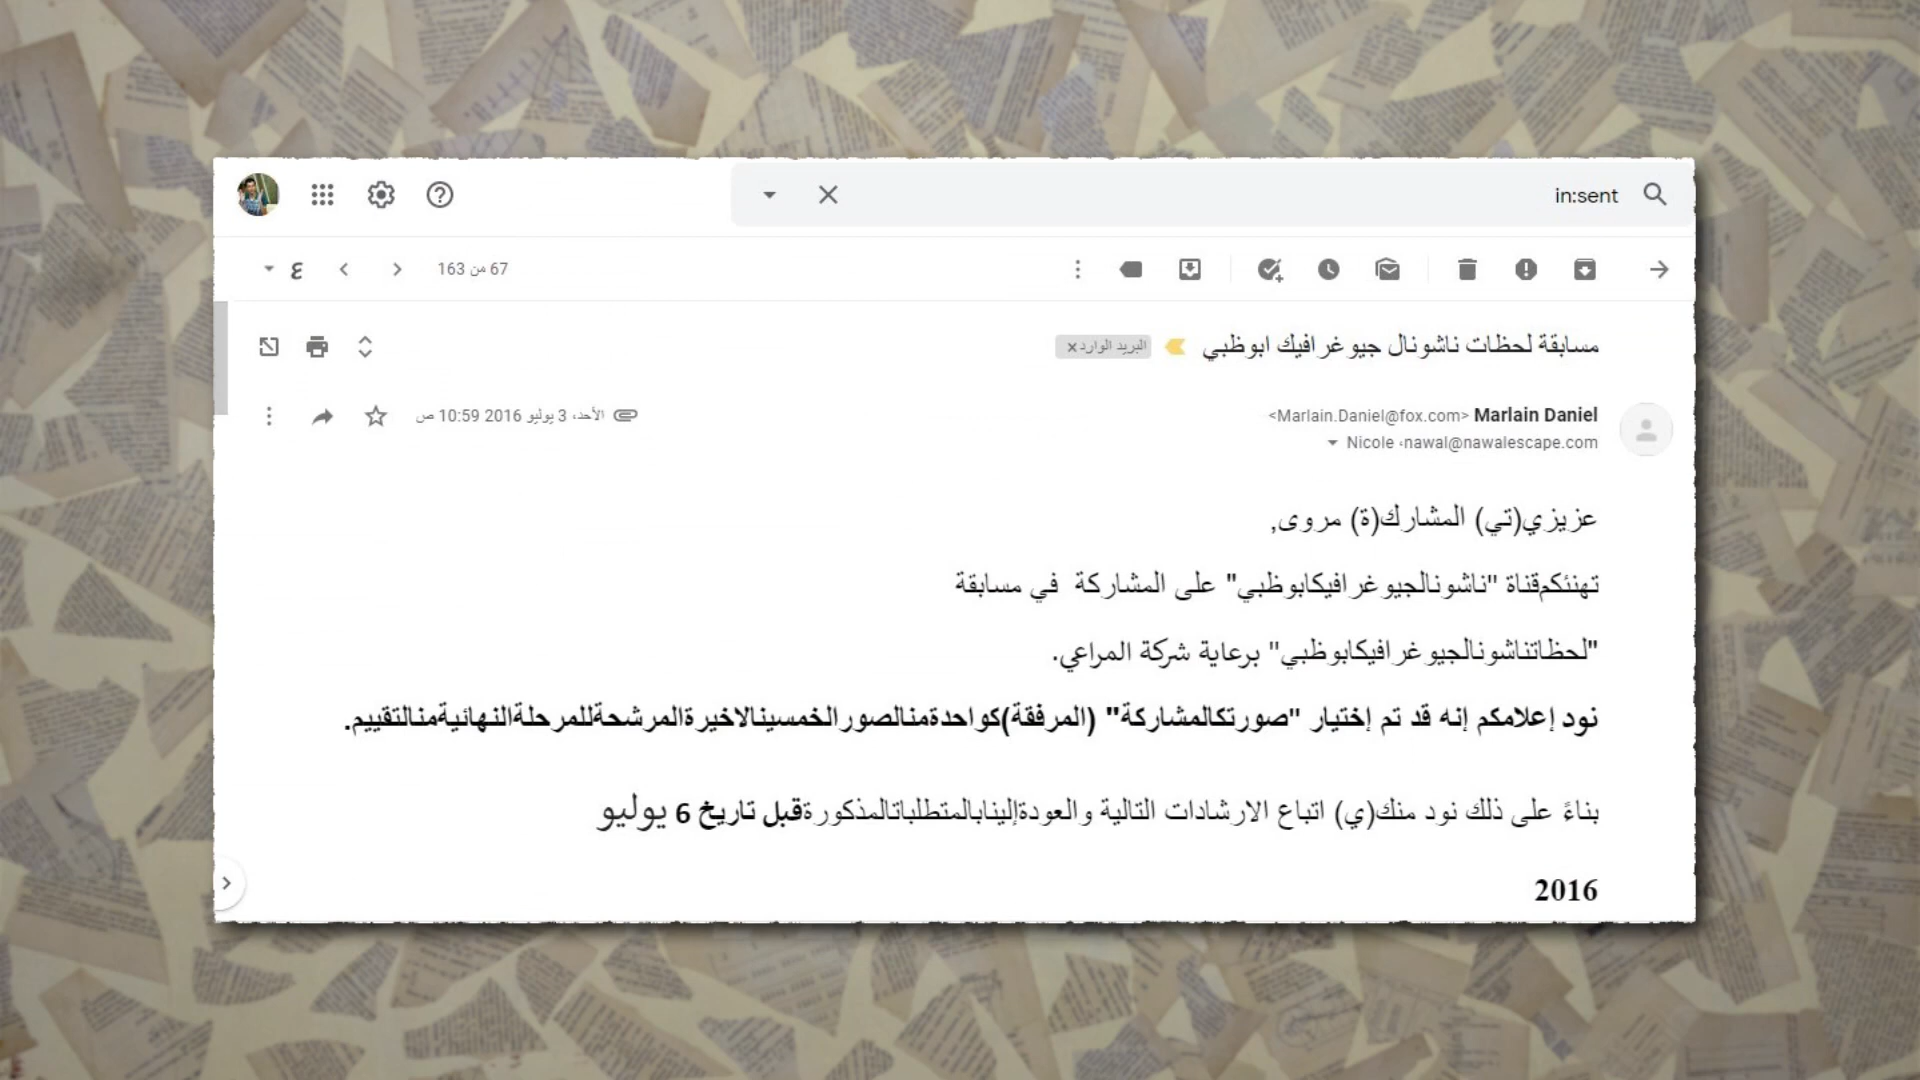 in:sent
67 من 163
ع
مسابقة لحظات ناشونال جيوغرافيك ابوظبي
البريد الوارد ×
Marlain Daniel <Marlain.Daniel@fox.com>
الأحد، 3 يوليو 2016 10:59 ص
Nicole ،nawal@nawalescape.com
عزيزي(تي) المشارك(ة) مروى,
تهنئكمقناة "ناشونالجيوغرافيكابوظبي" على المشاركة في مسابقة
"لحظاتناشونالجيوغرافيكابوظبي" برعاية شركة المراعي.
نود إعلامكم إنه قد تم إختيار "صورتكالمشاركة" (المرفقة)كواحدةمنالصورالخمسينالاخيرةالمرشحةللمرحلةالنهائيةمنالتقييم.
بناءً على ذلك نود منك(ي) اتباع الارشادات التالية والعودةإلينابالمتطلباتالمذكورةقبل تاريخ 6 يوليو
2016